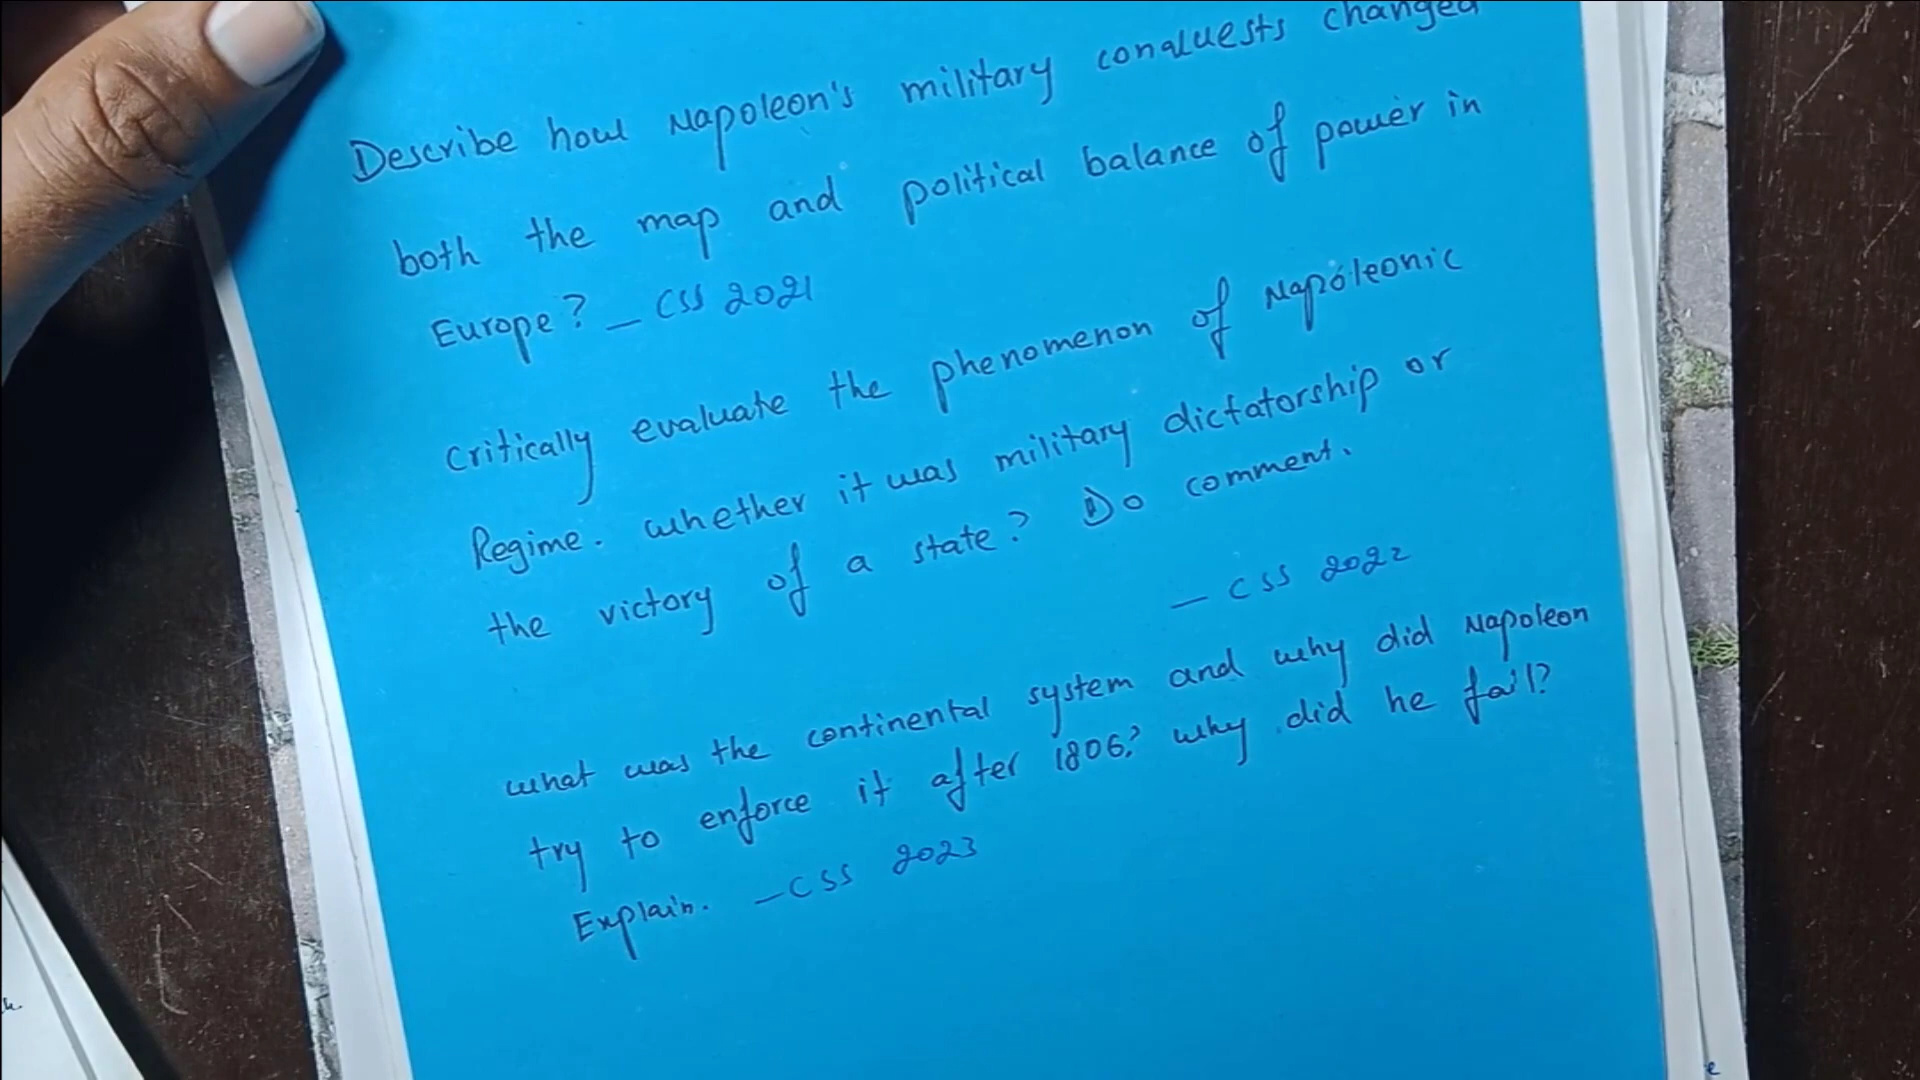 Describe how Napoleon's military conquests changed
both the map and political balance of power in
Europe? _ CSS 2021
critically evaluate the phenomenon of Napoleonic
Regime. whether it was military dictatorship or
the victory of a state? Do comment.
_ CSS 2022
what was the continental system and why did Napoleon
try to enforce it after 1806? why did he fail?
Explain. _CSS 2023